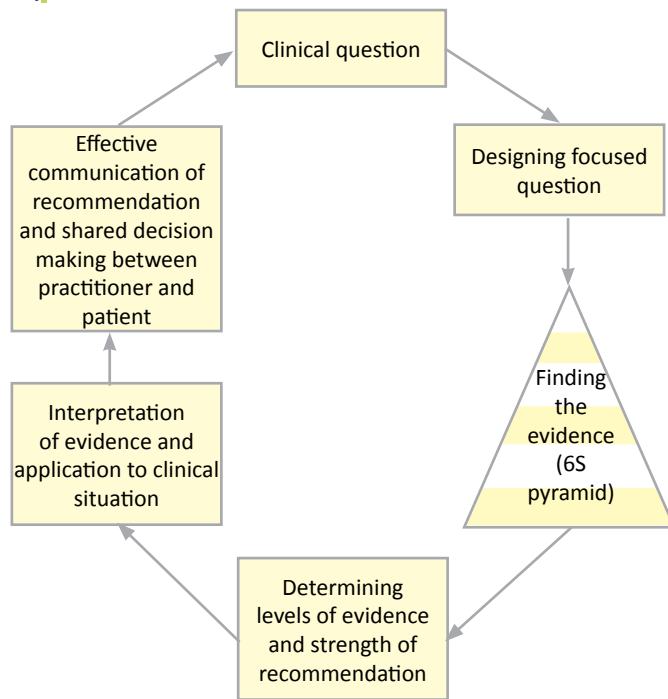 Clinical question
Designing focused
question
Finding
the
evidence
(6S
pyramid)
Determining
levels of evidence
and strength of
recommendation
Interpretation
of evidence and
application to clinical
situation
Effective
communication of
recommendation
and shared decision
making between
practitioner and
patient